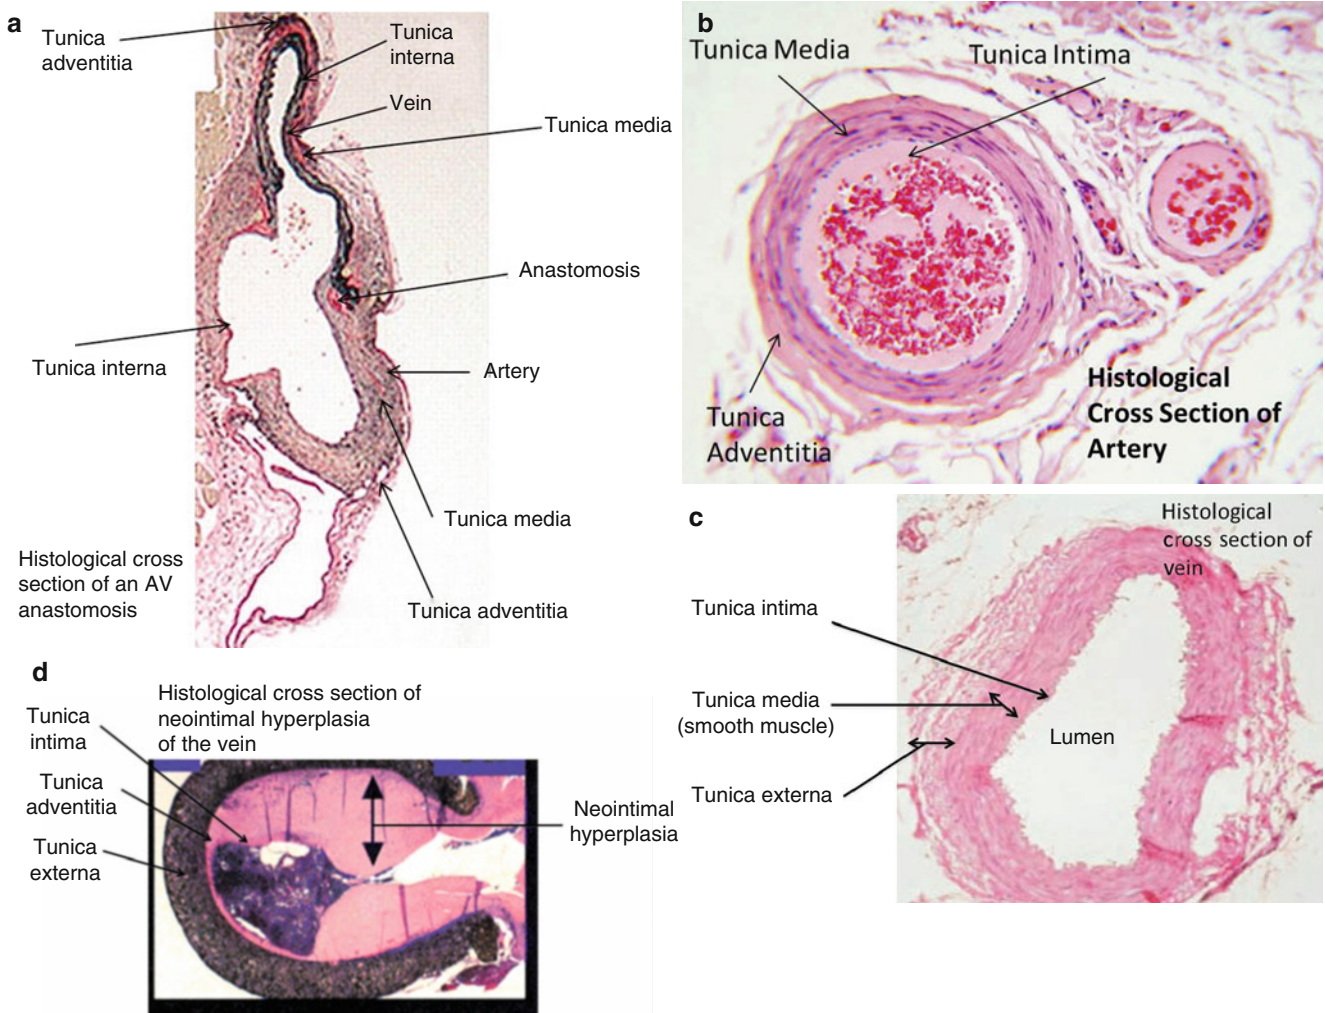 a
Tunica
adventitia
Tunica
interna
Vein
Tunica media
Anastomosis
Tunica interna
Artery
Tunica media
Tunica adventitia
Histological cross
section of an AV
anastomosis
b
Tunica Media
Tunica Intima
Tunica
Adventitia
Histological
Cross Section of
Artery
c
Histological
cross section of
vein
Tunica intima
Tunica media
(smooth muscle)
Lumen
Tunica externa
d
Histological cross section of
neointimal hyperplasia
of the vein
Tunica
intima
Tunica
adventitia
Tunica
externa
Neointimal
hyperplasia